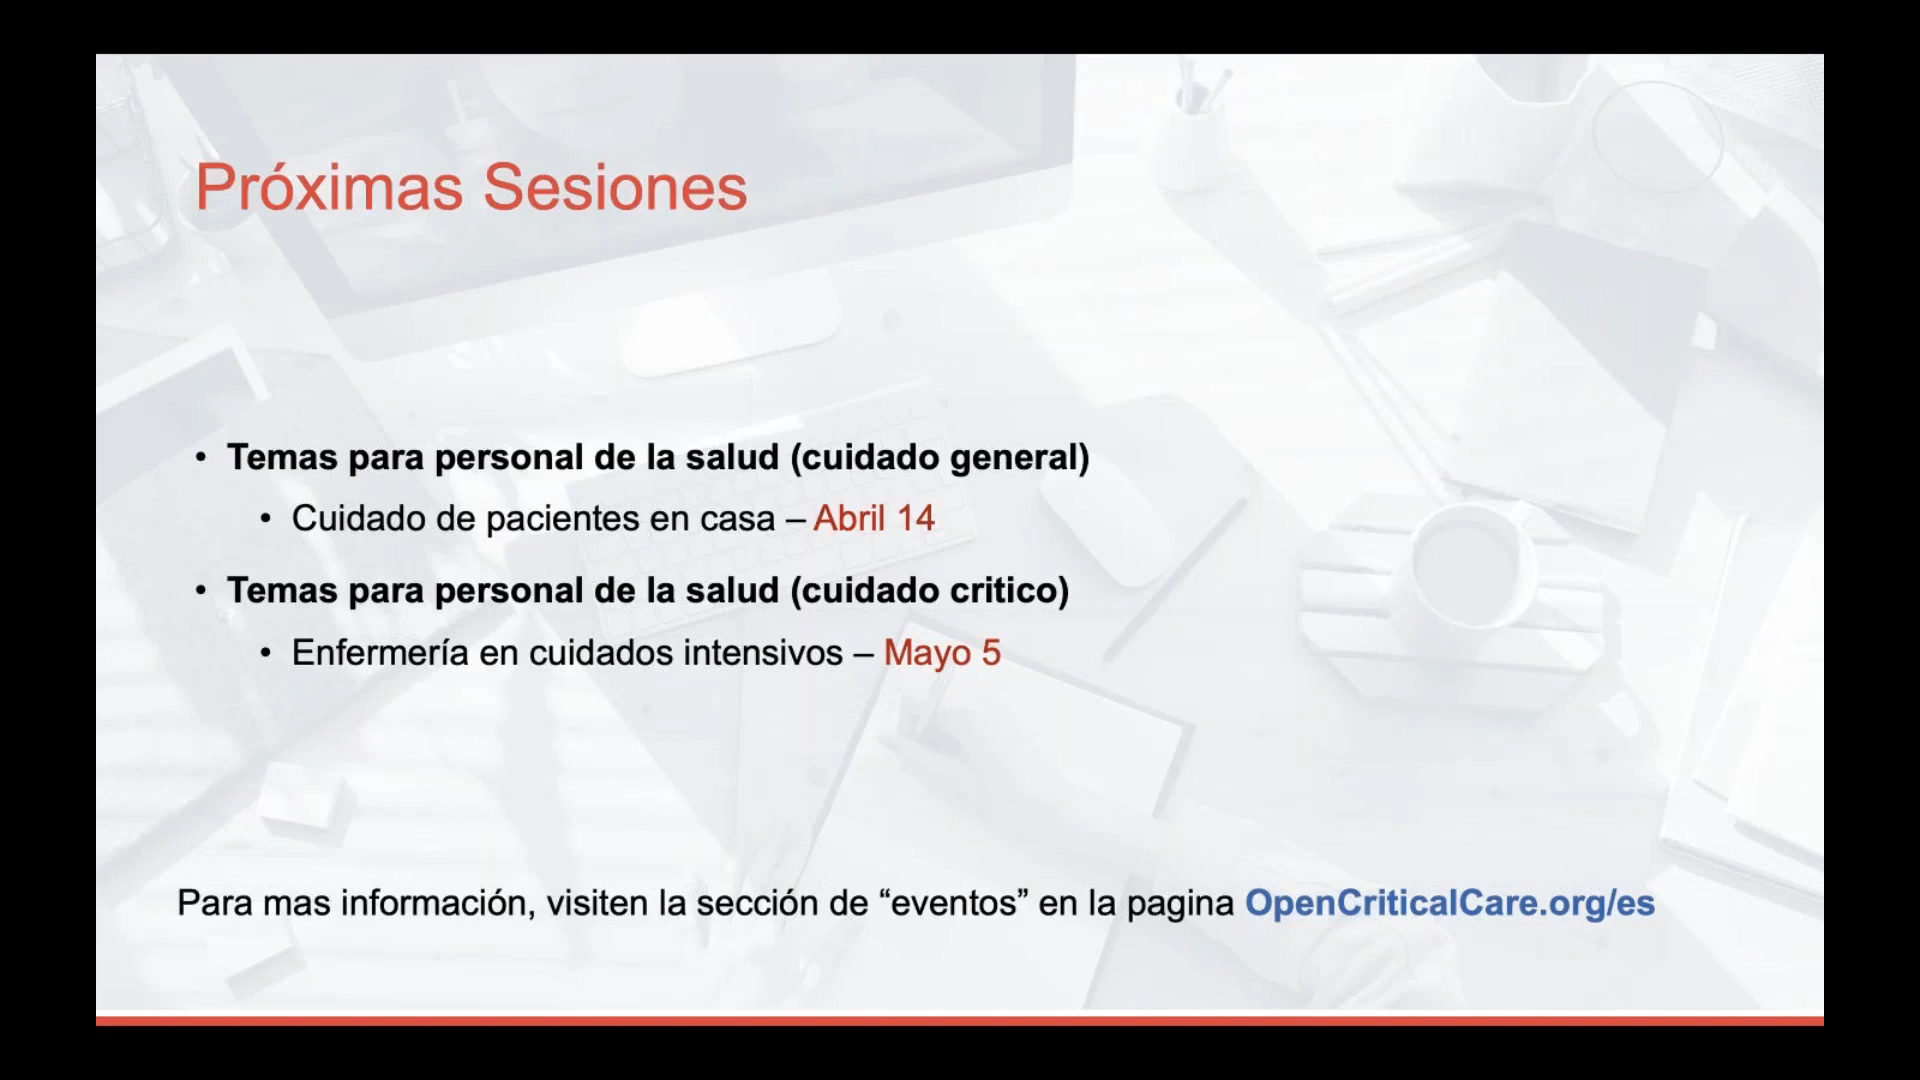 Próximas Sesiones
• Temas para personal de la salud (cuidado general)
• Cuidado de pacientes en casa – Abril 14
• Temas para personal de la salud (cuidado critico)
• Enfermería en cuidados intensivos – Mayo 5
Para mas información, visiten la sección de “eventos” en la pagina OpenCriticalCare.org/es